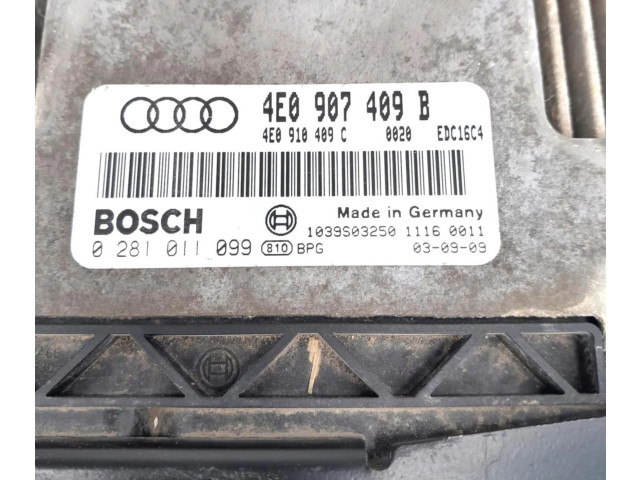 4E0 907 409 B
4E0 910 409 C 0020 EDC16C4
BOSCH Made in Germany
1039S03250 1116 0011
0 281 011 099 810 BPG 03-09-09